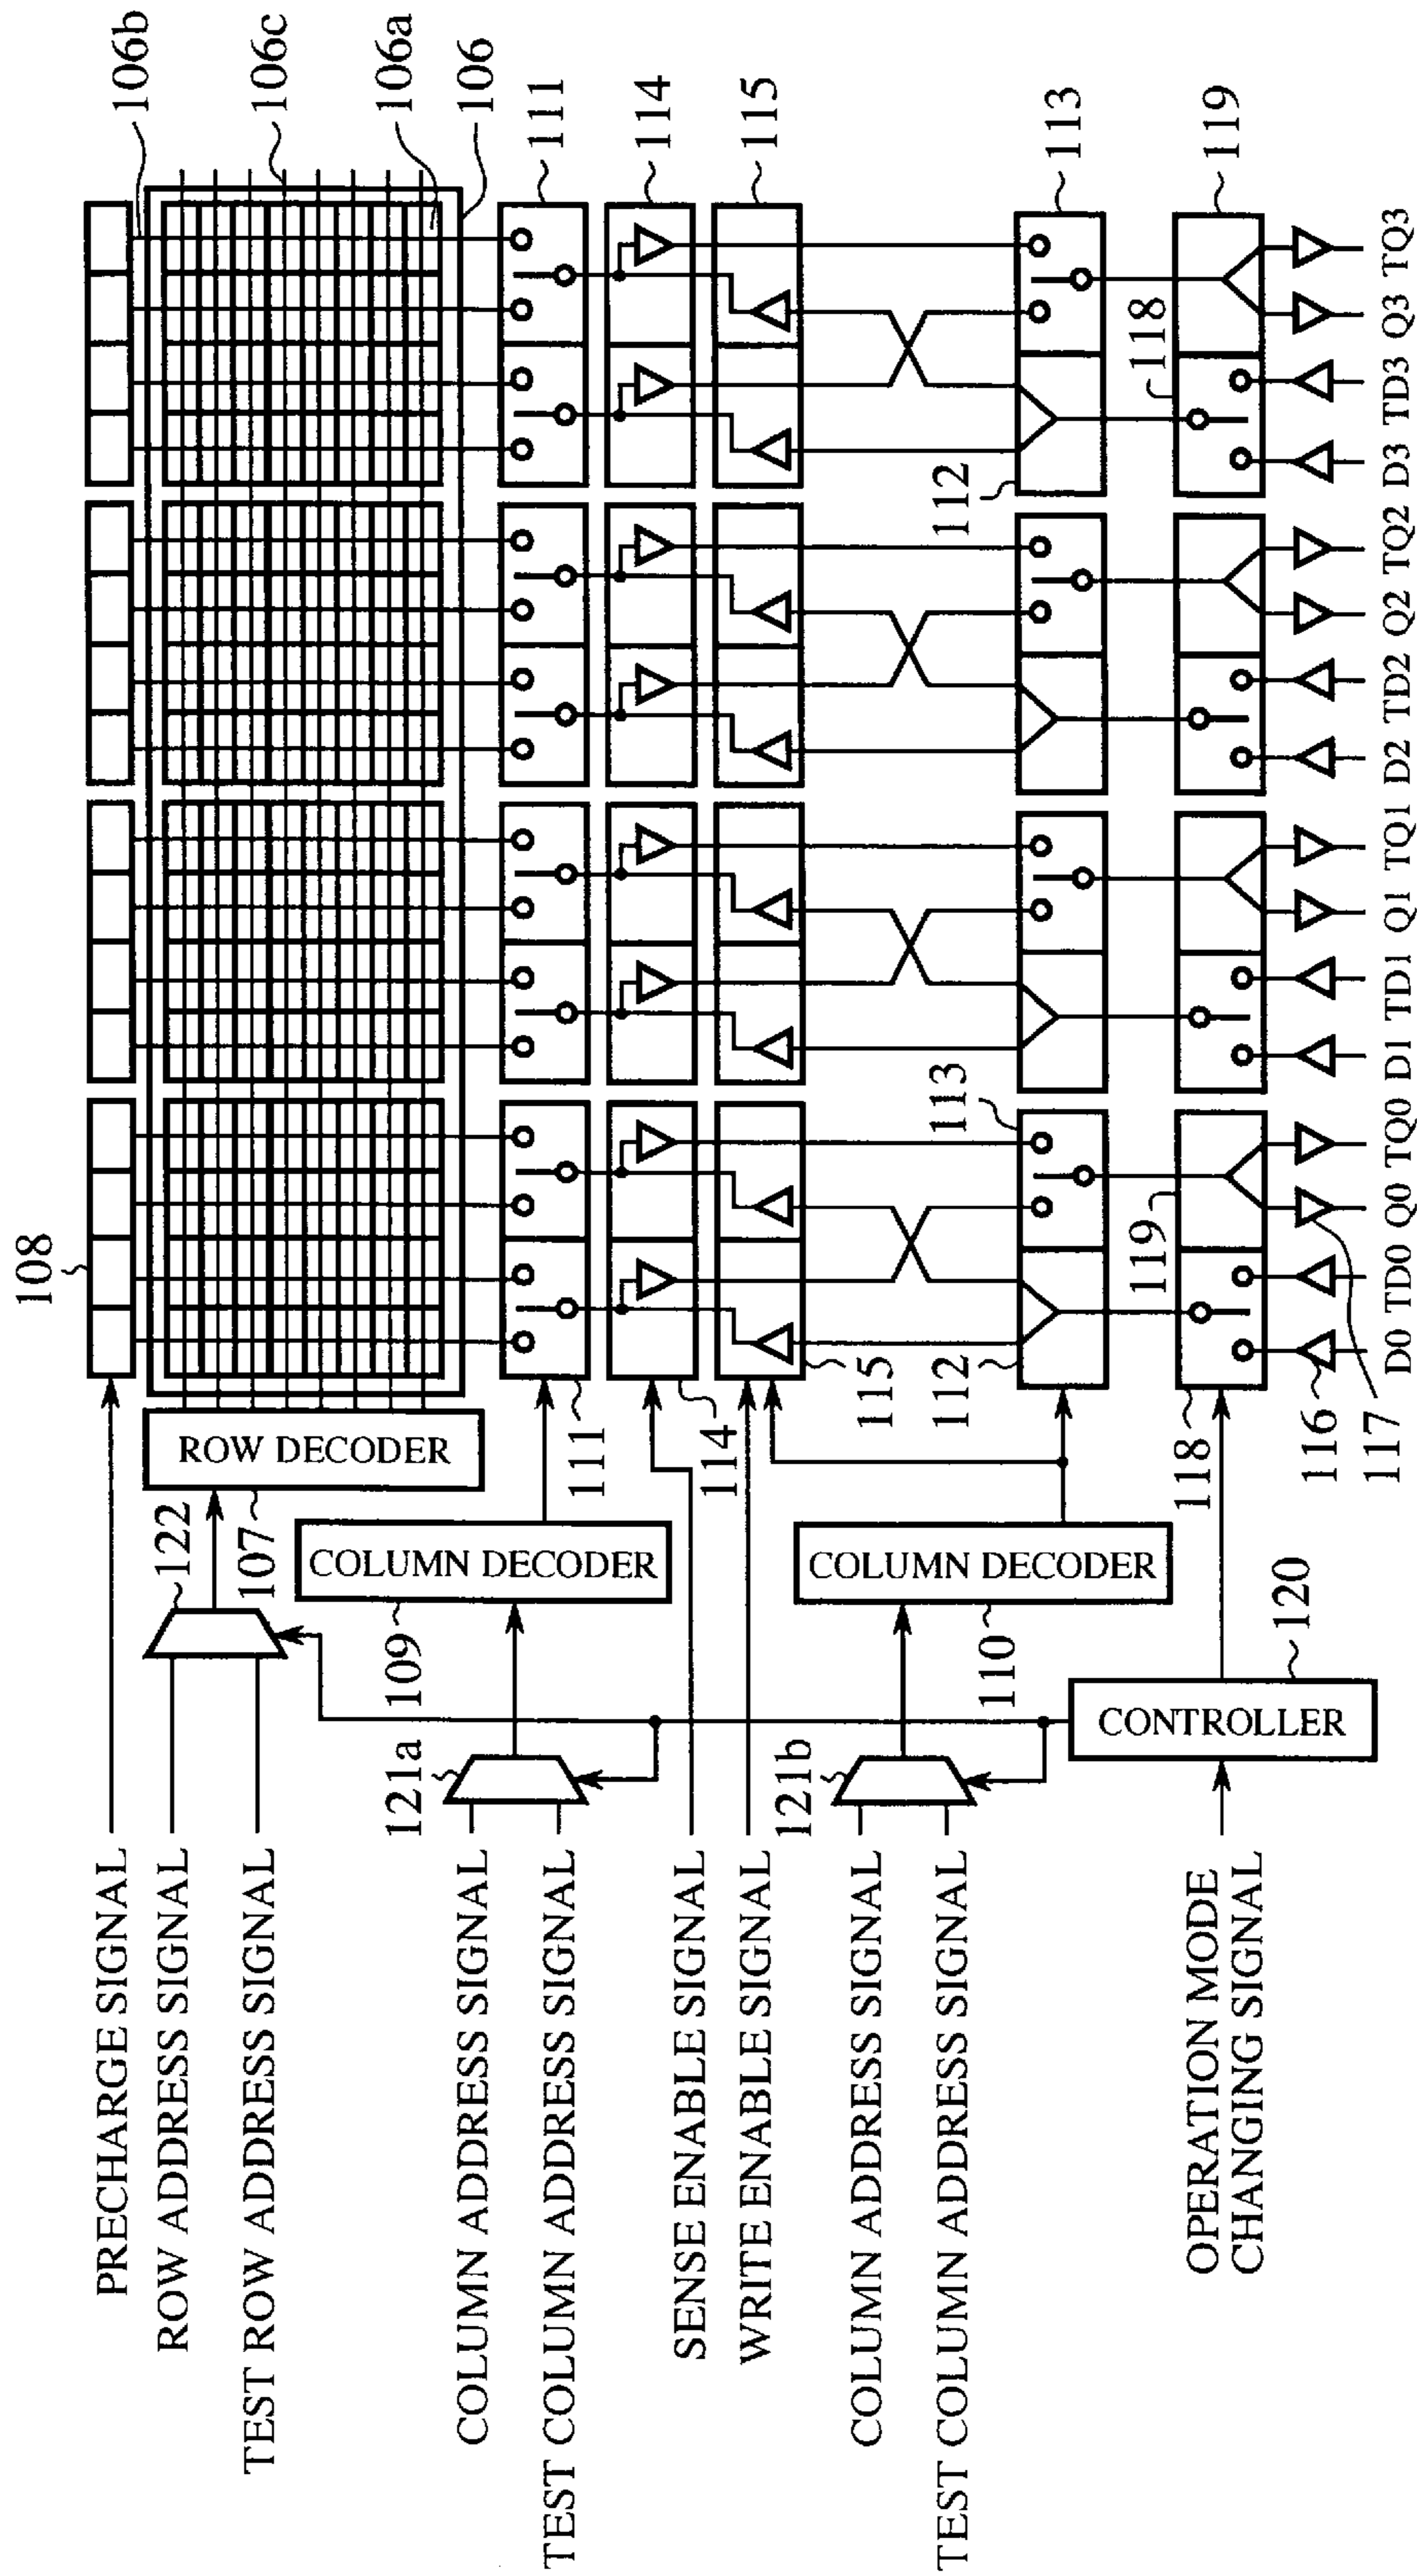 PRECHARGE SIGNAL
ROW ADDRESS SIGNAL
TEST ROW ADDRESS SIGNAL
COLUMN ADDRESS SIGNAL
TEST COLUMN ADDRESS SIGNAL
SENSE ENABLE SIGNAL
WRITE ENABLE SIGNAL
COLUMN ADDRESS SIGNAL
TEST COLUMN ADDRESS SIGNAL
OPERATION MODE
CHANGING SIGNAL
122
107
ROW DECODER
121a
109
COLUMN DECODER
121b
110
COLUMN DECODER
CONTROLLER
120
108
111
114
115
112
113
118
119
116
117
106b
106c
106a
106
111
114
115
112
113
118
119
D0 TD0 Q0 TQ0 D1 TD1 Q1 TQ1 D2 TD2 Q2 TQ2 D3 TD3 Q3 TQ3